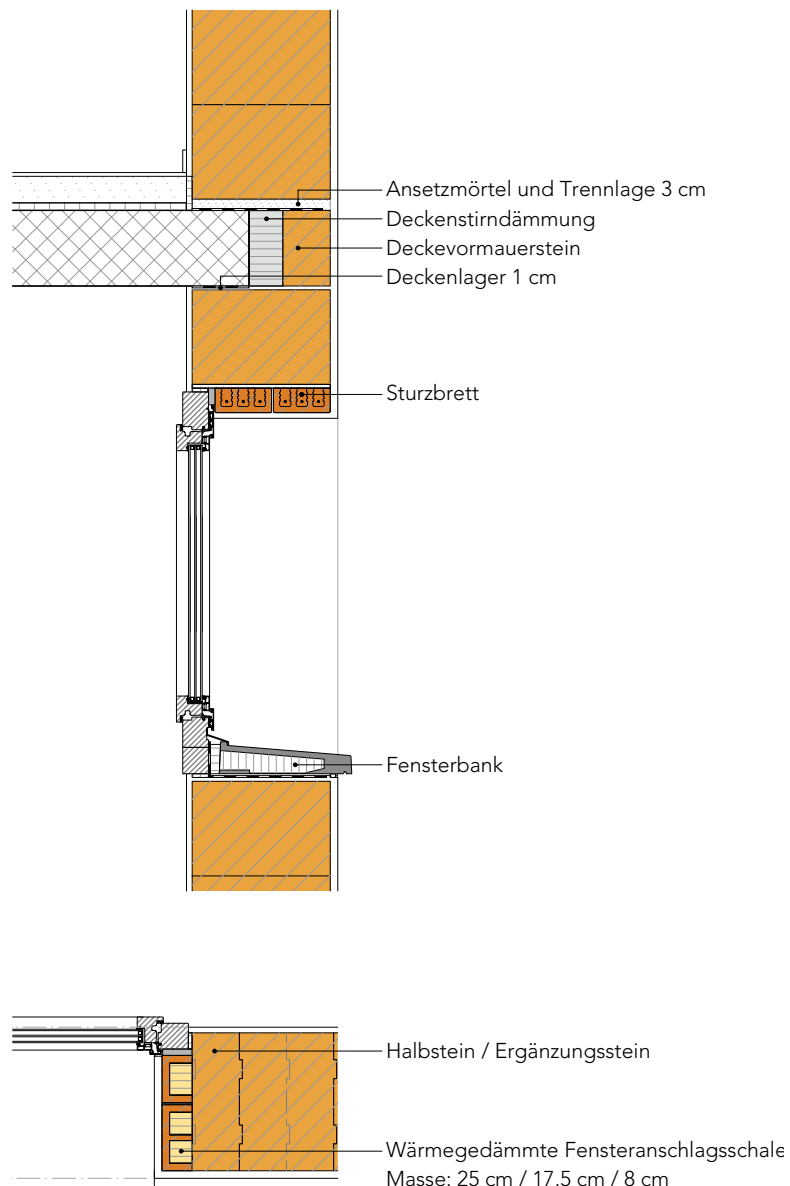 Ansetzmörtel und Trennlage 3 cm
Deckenstirndämmung
Deckevormauerstein
Deckenlager 1 cm
Sturzbrett
Fensterbank
Halbstein / Ergänzungsstein
Wärmegedämmte Fensteranschlagsschale
Masse: 25 cm / 17.5 cm / 8 cm